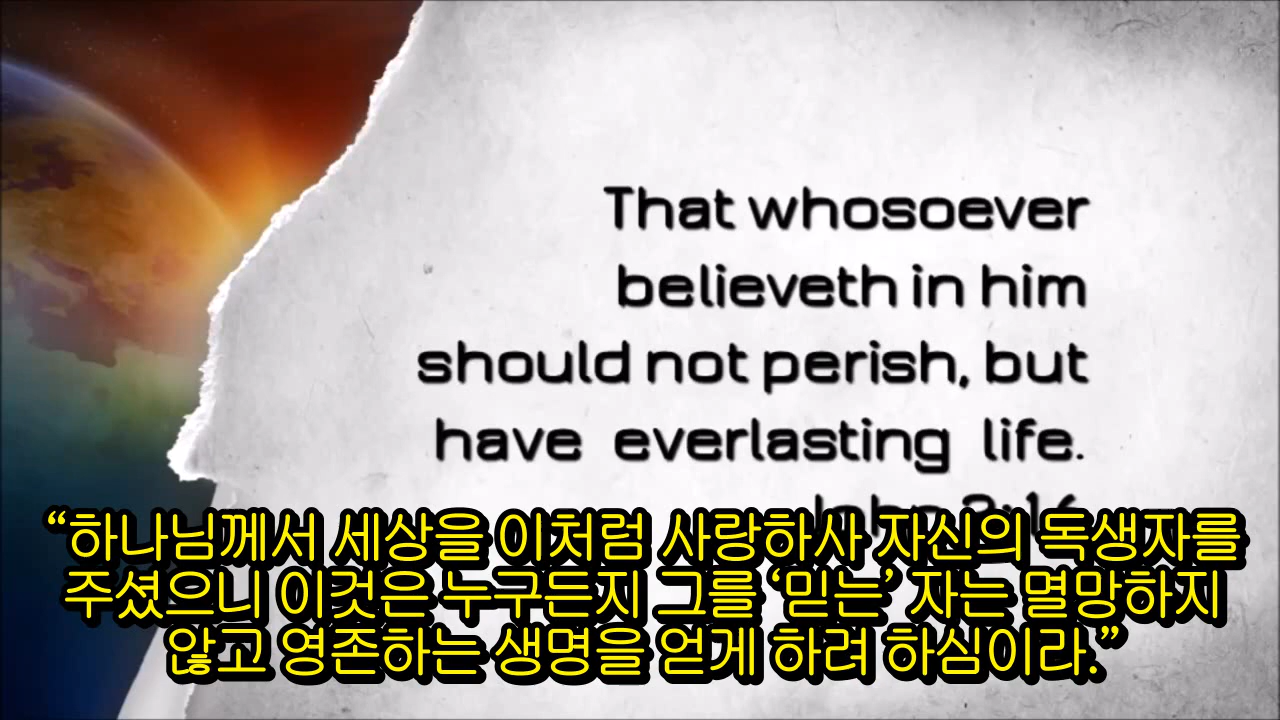 That whosoever
believeth in him
should not perish, but
have everlasting life.
John 3:16
“하나님께서 세상을 이처럼 사랑하사 자신의 독생자를
주셨으니 이것은 누구든지 그를 ‘믿는’ 자는 멸망하지
않고 영존하는 생명을 얻게 하려 하심이라.”